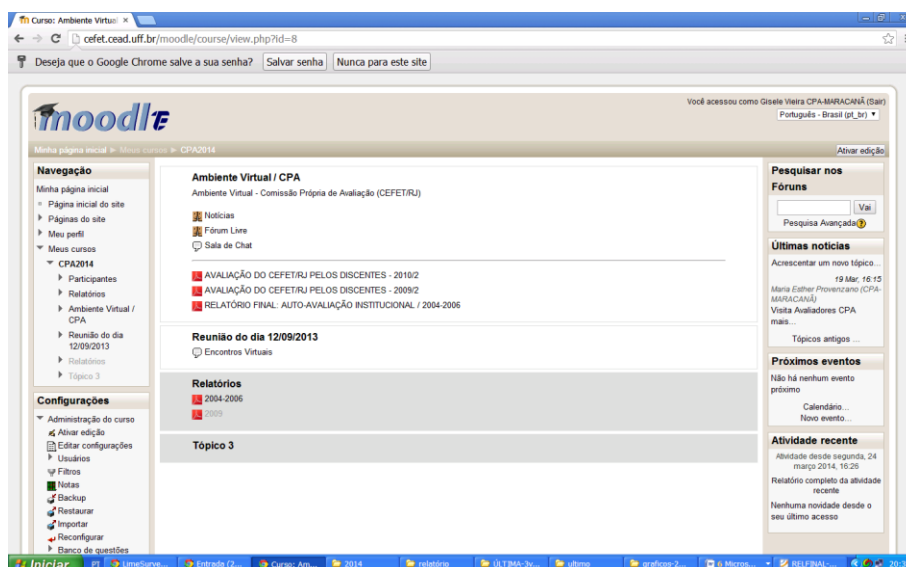 Curso: Ambiente Virtual
cefet.cead.uff.br/moodle/course/view.php?id=8
Deseja que o Google Chrome salve a sua senha? Salvar senha Nunca para este site
moodle
Você acessou como Gisele Vieira CPA-MARACANÃ (Sair)
Português - Brasil (pt_br)
Minha página inicial ► Meus cursos ► CPA2014
Ativar edição
Navegação
Minha página inicial
Página inicial do site
Páginas do site
Meu perfil
Meus cursos
CPA2014
Participantes
Relatórios
Ambiente Virtual /
CPA
Reunião do dia
12/09/2013
Relatórios
Tópico 3
Configurações
Administração do curso
Ativar edição
Editar configurações
Usuários
Filtros
Notas
Backup
Restaurar
Importar
Reconfigurar
Banco de questões
Ambiente Virtual / CPA
Ambiente Virtual - Comissão Própria de Avaliação (CEFET/RJ)
Notícias
Fórum Livre
Sala de Chat
AVALIAÇÃO DO CEFET/RJ PELOS DISCENTES - 2010/2
AVALIAÇÃO DO CEFET/RJ PELOS DISCENTES - 2009/2
RELATÓRIO FINAL: AUTO-AVALIAÇÃO INSTITUCIONAL / 2004-2006
Reunião do dia 12/09/2013
Encontros Virtuais
Relatórios
2004-2006
2009
Tópico 3
Pesquisar nos
Fóruns
Vai
Pesquisa Avançada
Últimas notícias
Acrescentar um novo tópico...
19 Mar, 16:15
Maria Esther Provenzano (CPA-
MARACANÃ)
Visita Avaliadores CPA
mais...
Tópicos antigos ...
Próximos eventos
Não há nenhum evento
próximo
Calendário...
Novo evento...
Atividade recente
Atividade desde segunda, 24
março 2014, 16:26
Relatório completo da atividade
recente
Nenhuma novidade desde o
seu último acesso
Iniciar PT LimeSurve... Entrada (2... Curso: Am... 2014 relatório ÚLTIMA-3v... ultimo graficos-2... 6 Micros... RELFINAL-... 20:3